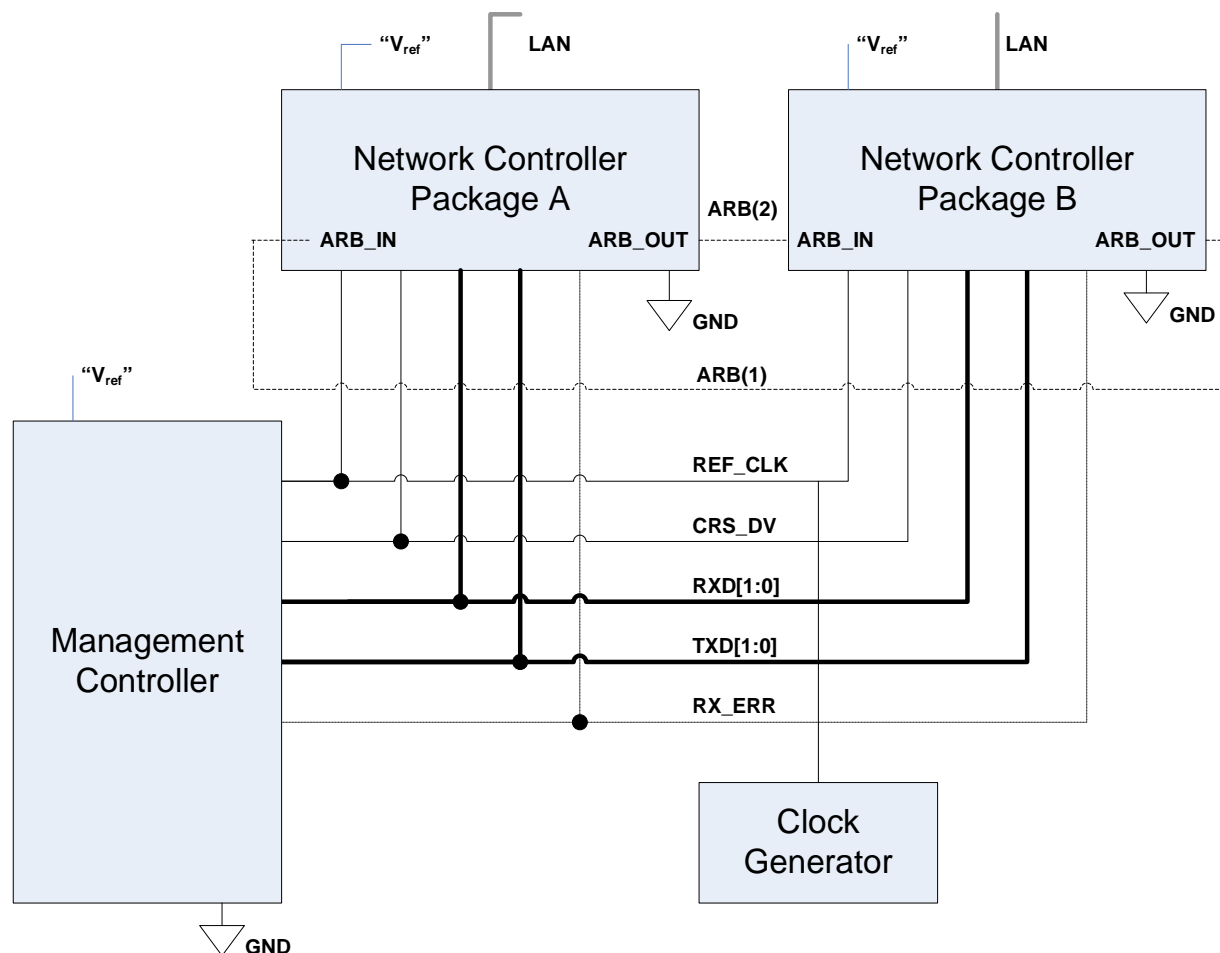 “Vref”
LAN
“Vref”
LAN
Network Controller
Package A
Network Controller
Package B
ARB(2)
ARB_IN
ARB_OUT
ARB_IN
ARB_OUT
GND
GND
ARB(1)
“Vref”
REF_CLK
CRS_DV
RXD[1:0]
TXD[1:0]
RX_ERR
Management
Controller
Clock
Generator
GND